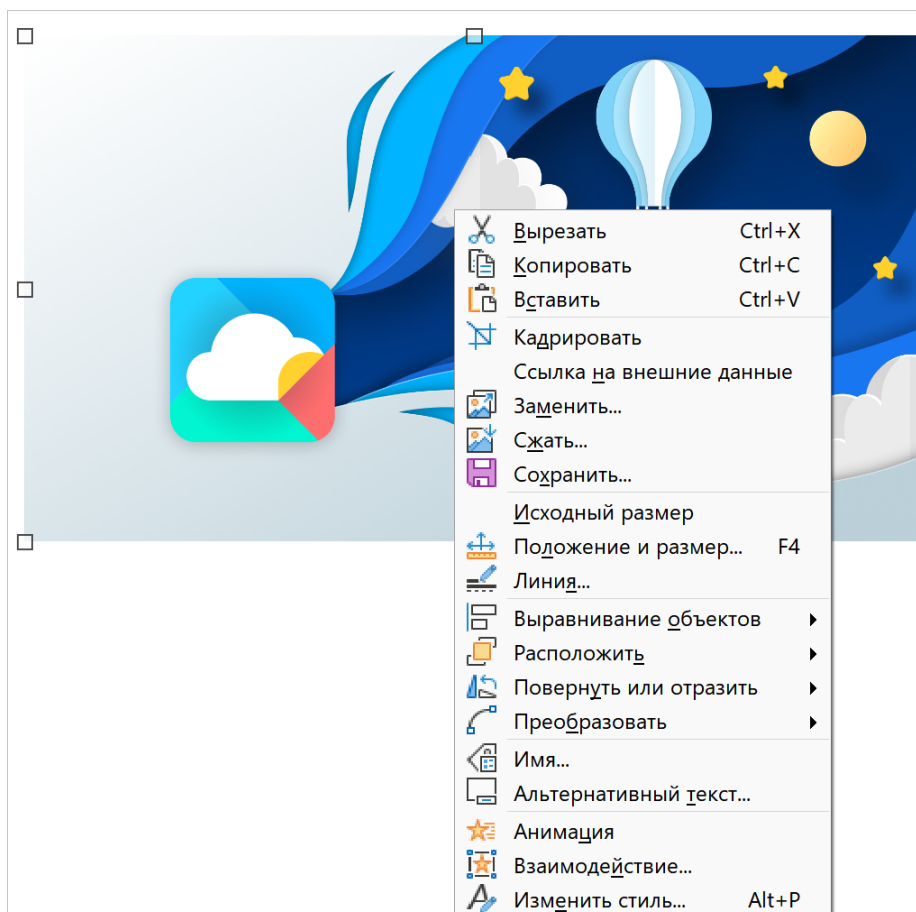 Вырезать Ctrl+X
Копировать Ctrl+C
Вставить Ctrl+V
Кадрировать
Ссылка на внешние данные
Заменить...
Сжать...
Сохранить...
Исходный размер
Положение и размер... F4
Линия...
Выравнивание объектов
Расположить
Повернуть или отразить
Преобразовать
Имя...
Альтернативный текст...
Анимация
Взаимодействие...
Изменить стиль... Alt+P